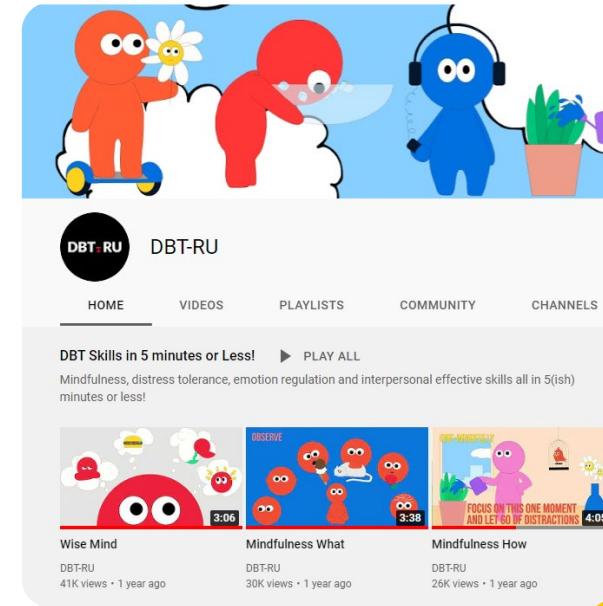 DBT-RU
DBT-RU
HOME VIDEOS PLAYLISTS COMMUNITY CHANNELS
DBT Skills in 5 minutes or Less! PLAY ALL
Mindfulness, distress tolerance, emotion regulation and interpersonal effective skills all in 5(ish)
minutes or less!
OBSERVE
ONE-MINDFULLY
FOCUS ON THIS ONE MOMENT
AND LET GO OF DISTRACTIONS
3:06
3:38
4:05
Wise Mind
DBT-RU
41K views • 1 year ago
Mindfulness What
DBT-RU
30K views • 1 year ago
Mindfulness How
DBT-RU
26K views • 1 year ago